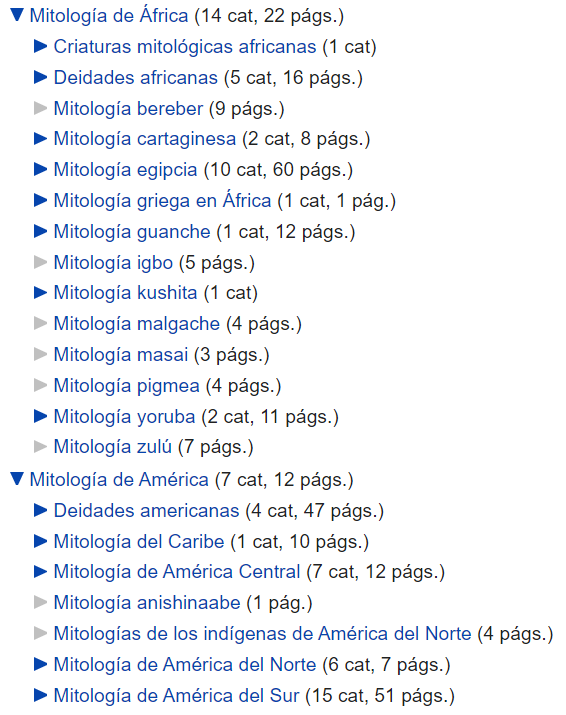 Mitología de África (14 cat, 22 págs.)
Criaturas mitológicas africanas (1 cat)
Deidades africanas (5 cat, 16 págs.)
Mitología bereber (9 págs.)
Mitología cartaginesa (2 cat, 8 págs.)
Mitología egipcia (10 cat, 60 págs.)
Mitología griega en África (1 cat, 1 pág.)
Mitología guanche (1 cat, 12 págs.)
Mitología igbo (5 págs.)
Mitología kushita (1 cat)
Mitología malgache (4 págs.)
Mitología masai (3 págs.)
Mitología pigmea (4 págs.)
Mitología yoruba (2 cat, 11 págs.)
Mitología zulú (7 págs.)
Mitología de América (7 cat, 12 págs.)
Deidades americanas (4 cat, 47 págs.)
Mitología del Caribe (1 cat, 10 págs.)
Mitología de América Central (7 cat, 12 págs.)
Mitología anishinaabe (1 pág.)
Mitologías de los indígenas de América del Norte (4 págs.)
Mitología de América del Norte (6 cat, 7 págs.)
Mitología de América del Sur (15 cat, 51 págs.)